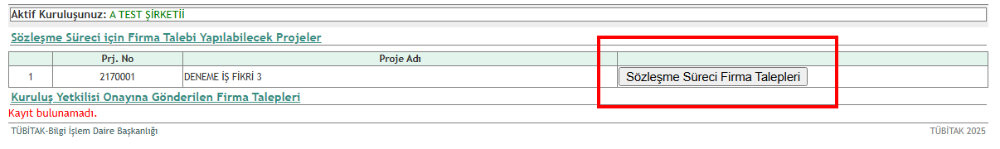 Aktif Kuruluşunuz: A TEST ŞİRKETİİ
Sözleşme Süreci için Firma Talebi Yapılabilecek Projeler
Prj. No Proje Adı
1 2170001 DENEME İŞ FİKRİ 3 Sözleşme Süreci Firma Talepleri
Kuruluş Yetkilisi Onayına Gönderilen Firma Talepleri
Kayıt bulunamadı.
TÜBİTAK-Bilgi İşlem Daire Başkanlığı TÜBİTAK 2025